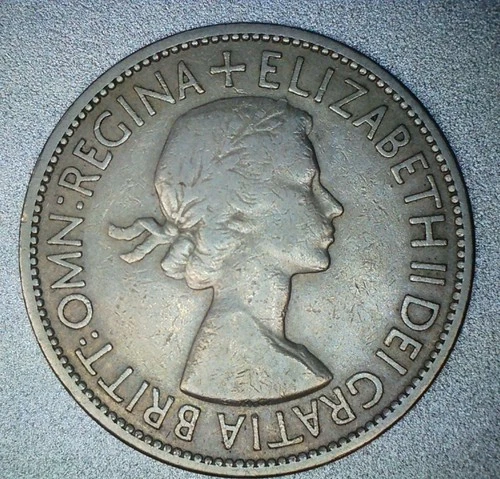 + ELIZABETH II DEI GRATIA BRITT: OMN: REGINA